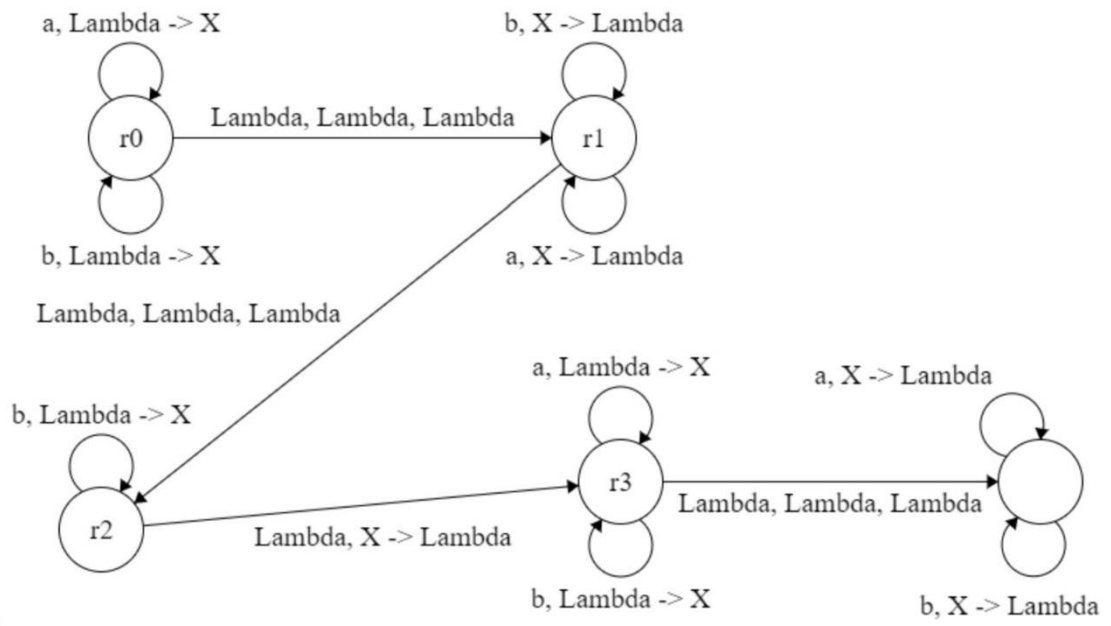 a, Lambda -> X
b, X -> Lambda
Lambda, Lambda, Lambda
r0
r1
b, Lambda -> X
a, X -> Lambda
Lambda, Lambda, Lambda
a, Lambda -> X
a, X -> Lambda
b, Lambda -> X
r3
Lambda, Lambda, Lambda
r2
Lambda, X -> Lambda
b, Lambda -> X
b, X -> Lambda